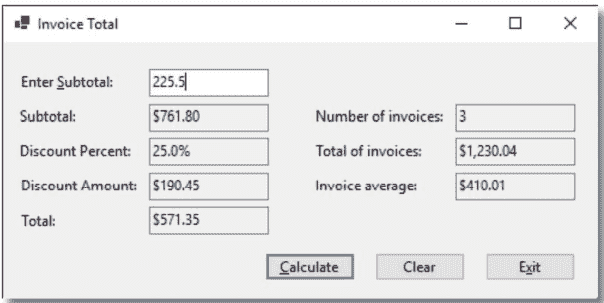 Invoice Total
Enter Subtotal: 225.5
Subtotal: $761.80 Number of invoices: 3
Discount Percent: 25.0% Total of invoices: $1,230.04
Discount Amount: $190.45 Invoice average: $410.01
Total: $571.35
Calculate Clear Exit